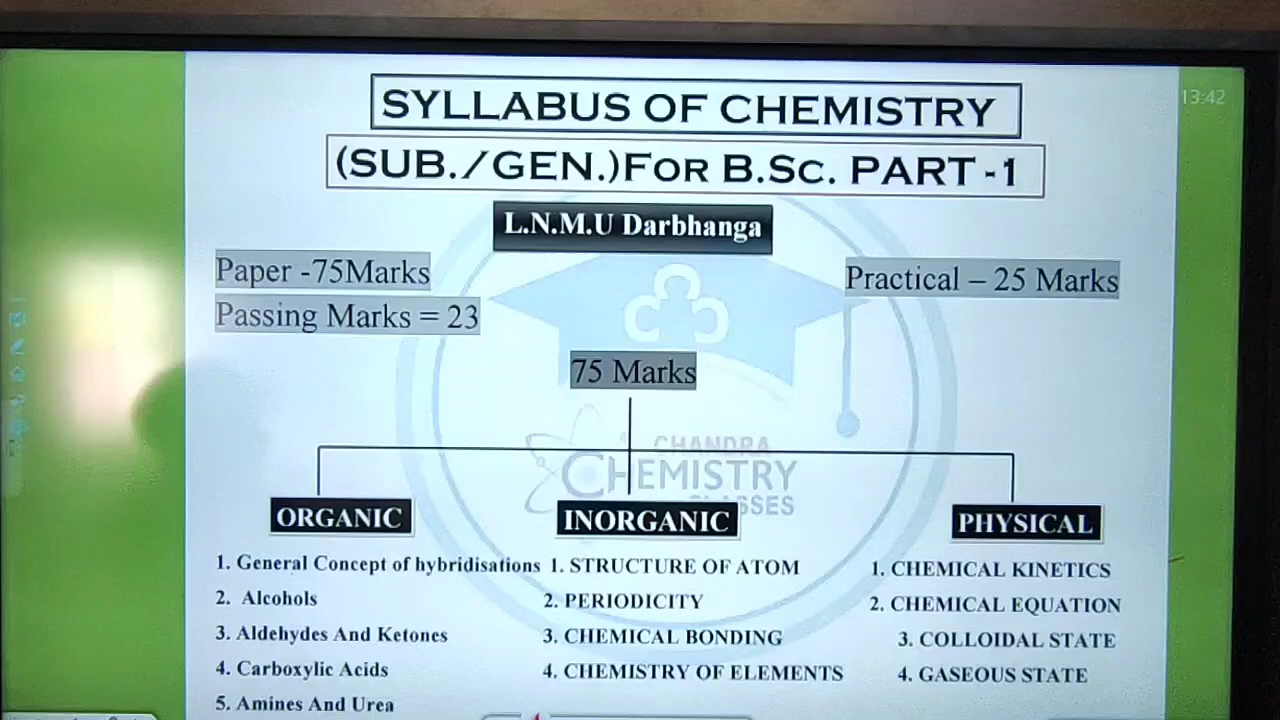 SYLLABUS OF CHEMISTRY
13:42
(SUB./GEN.)FOR B.SC. PART -1
L.N.M.U Darbhanga
Paper -75Marks
Practical – 25 Marks
Passing Marks = 23
75 Marks
CHANDRA
CHEMISTRY
CLASSES
ORGANIC
1. General Concept of hybridisations
2. Alcohols
3. Aldehydes And Ketones
4. Carboxylic Acids
5. Amines And Urea
INORGANIC
1. STRUCTURE OF ATOM
2. PERIODICITY
3. CHEMICAL BONDING
4. CHEMISTRY OF ELEMENTS
PHYSICAL
1. CHEMICAL KINETICS
2. CHEMICAL EQUATION
3. COLLOIDAL STATE
4. GASEOUS STATE